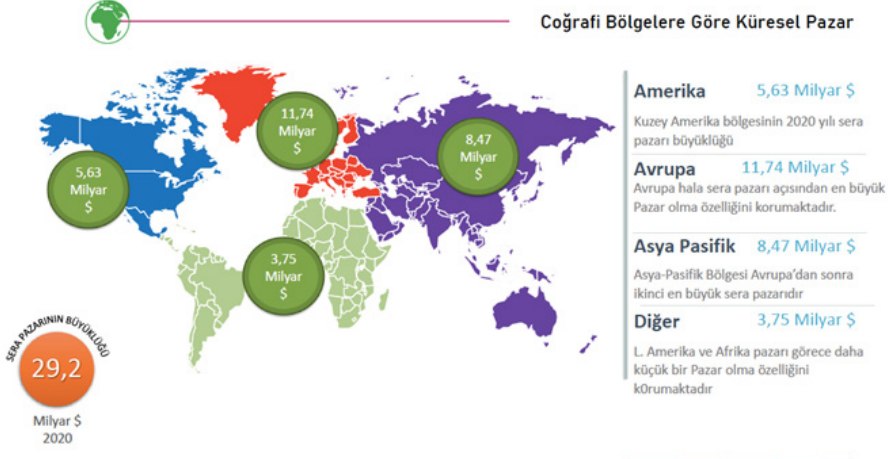 Coğrafi Bölgelere Göre Küresel Pazar
11,74
Milyar
$
8,47
Milyar
$
5,63
Milyar
$
3,75
Milyar
$
SERA PAZARININ BÜYÜKLÜĞÜ
29,2
Milyar $
2020
Amerika 5,63 Milyar $
Kuzey Amerika bölgesinin 2020 yılı sera
pazarı büyüklüğü
Avrupa 11,74 Milyar $
Avrupa hala sera pazarı açısından en büyük
Pazar olma özelliğini korumaktadır.
Asya Pasifik 8,47 Milyar $
Asya-Pasifik Bölgesi Avrupa’dan sonra
ikinci en büyük sera pazarıdır
Diğer 3,75 Milyar $
L. Amerika ve Afrika pazarı görece daha
küçük bir Pazar olma özelliğini
k0rumaktadır